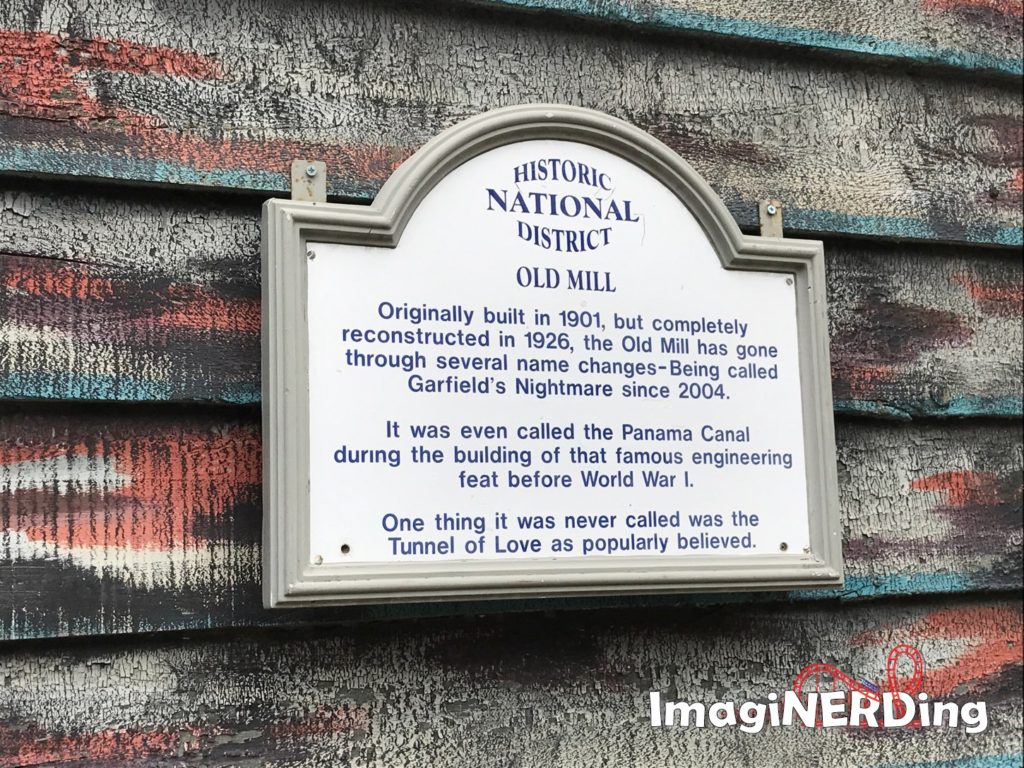 HISTORIC
NATIONAL
DISTRICT
OLD MILL
Originally built in 1901, but completely
reconstructed in 1926, the Old Mill has gone
through several name changes-Being called
Garfield's Nightmare since 2004.
It was even called the Panama Canal
during the building of that famous engineering
feat before World War I.
One thing it was never called was the
Tunnel of Love as popularly believed.
ImagiNERDing